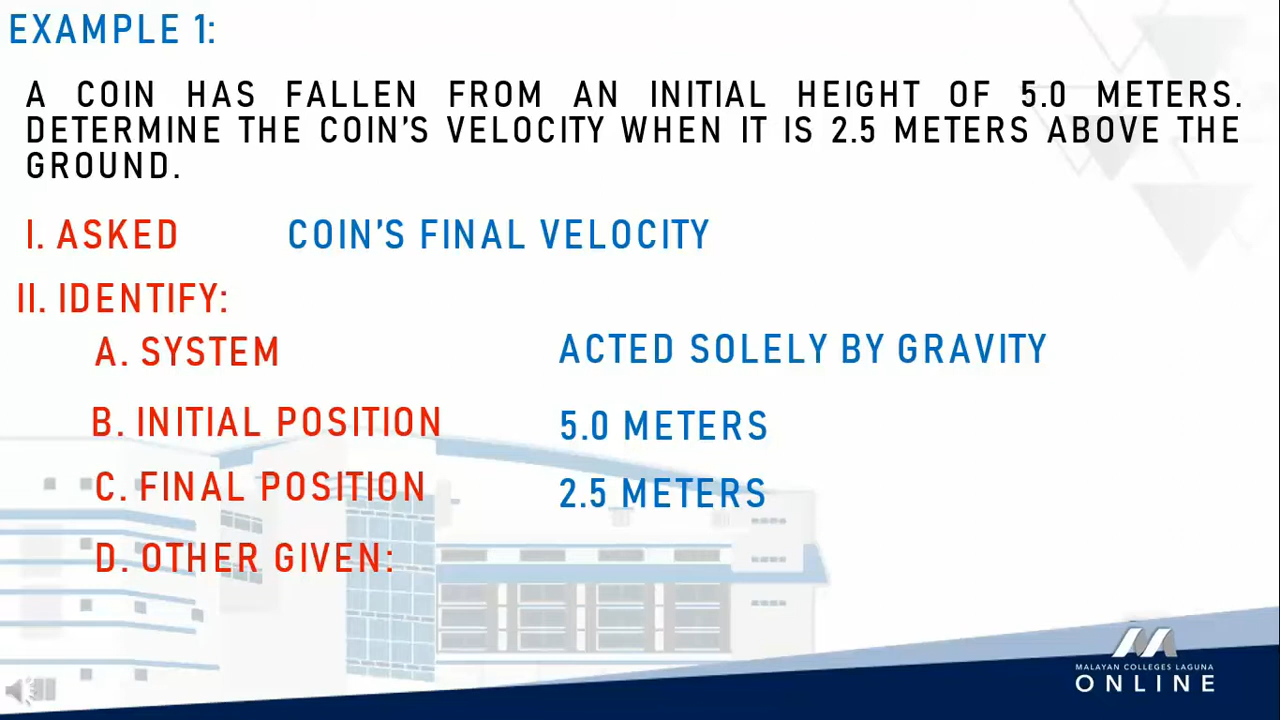 EXAMPLE 1:
A COIN HAS FALLEN FROM AN INITIAL HEIGHT OF 5.0 METERS.
DETERMINE THE COIN'S VELOCITY WHEN IT IS 2.5 METERS ABOVE THE
GROUND.
I. ASKED COIN'S FINAL VELOCITY
II. IDENTIFY:
A. SYSTEM ACTED SOLELY BY GRAVITY
B. INITIAL POSITION 5.0 METERS
C. FINAL POSITION 2.5 METERS
D. OTHER GIVEN:
MALAYAN COLLEGES LAGUNA
ONLINE